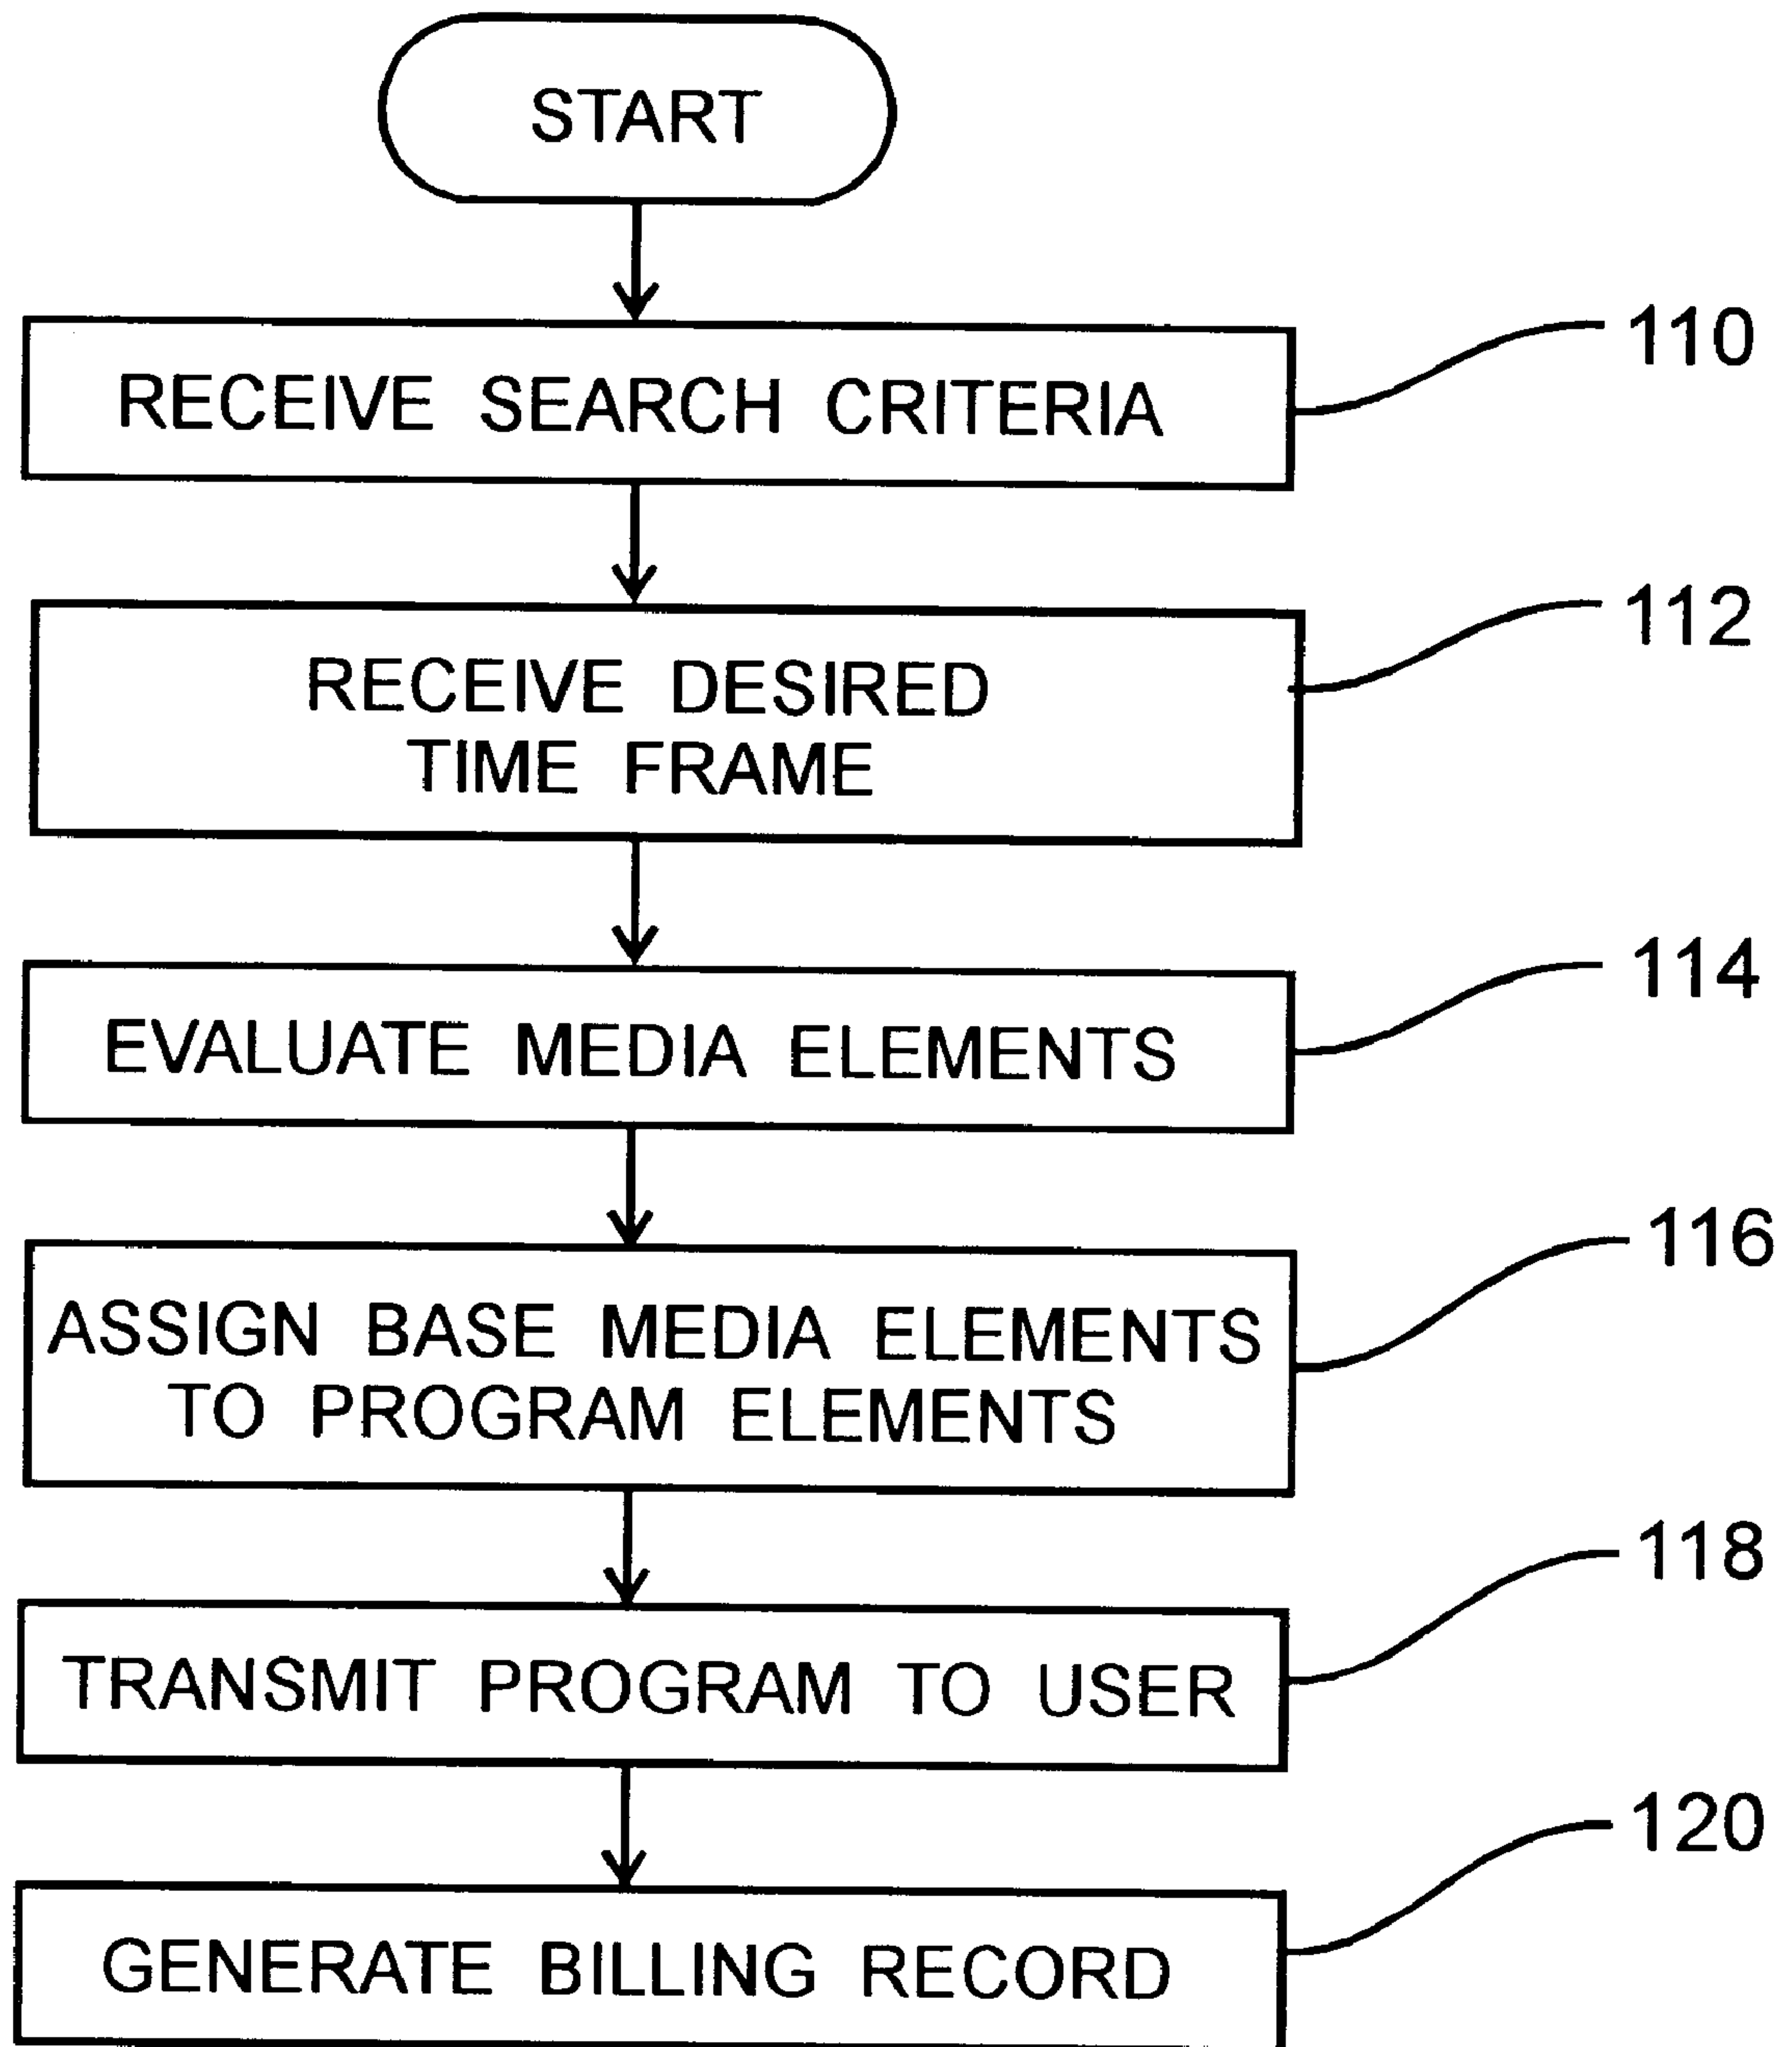 START
RECEIVE SEARCH CRITERIA
110
RECEIVE DESIRED
TIME FRAME
112
EVALUATE MEDIA ELEMENTS
114
ASSIGN BASE MEDIA ELEMENTS
TO PROGRAM ELEMENTS
116
TRANSMIT PROGRAM TO USER
118
GENERATE BILLING RECORD
120